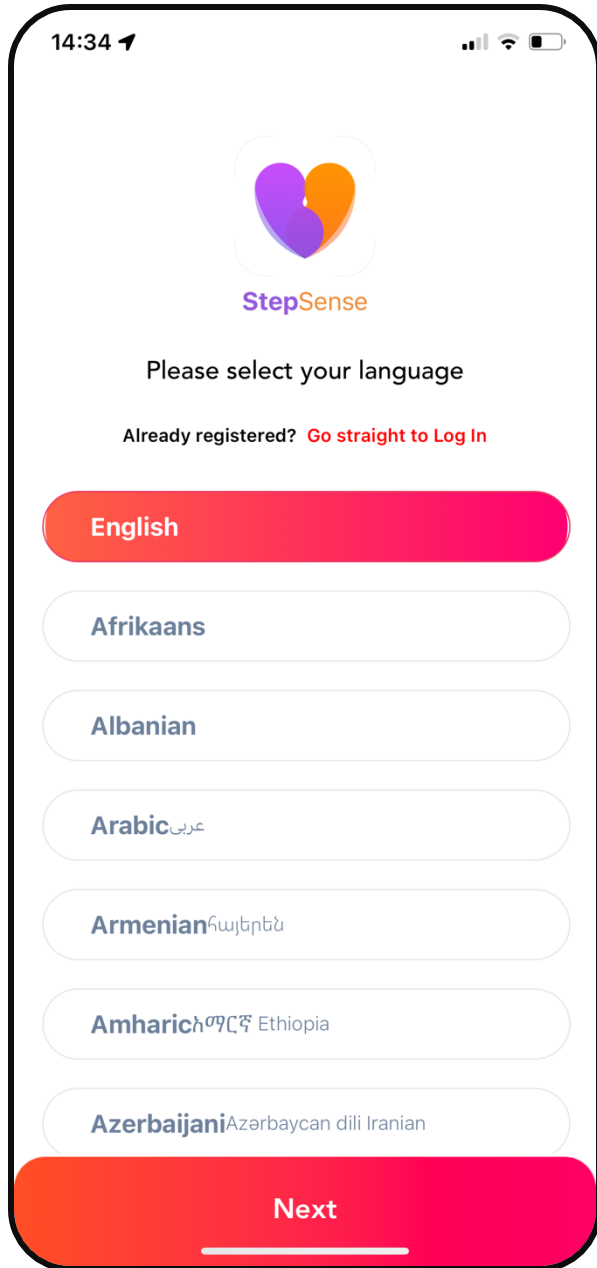 14:34
StepSense
Please select your language
Already registered? Go straight to Log In
English
Afrikaans
Albanian
Arabicعربى
Armenianհայերեն
Amharicአማርኛ Ethiopia
AzerbaijaniAzərbaycan dili Iranian
Next